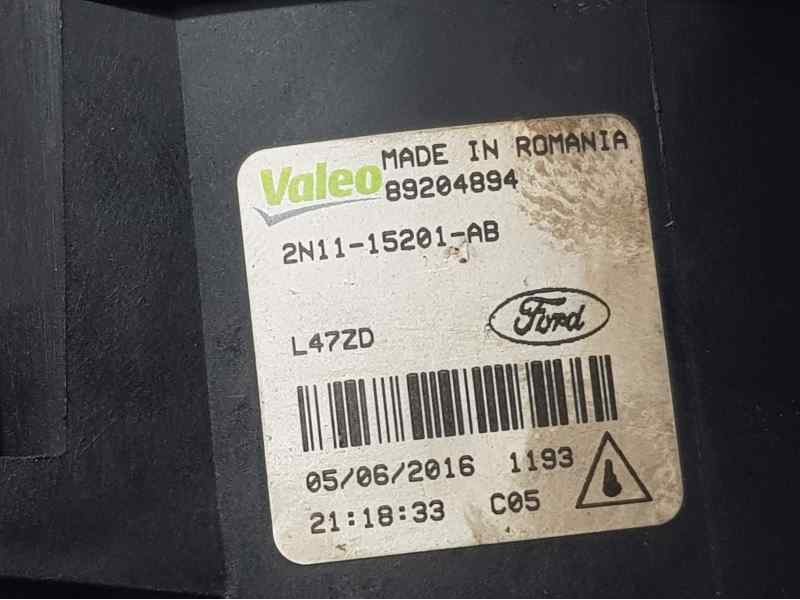 Valeo MADE IN ROMANIA
89204894
2N11-15201-AB
Ford
L47ZD
05/06/2016 1193
21:18:33 C05